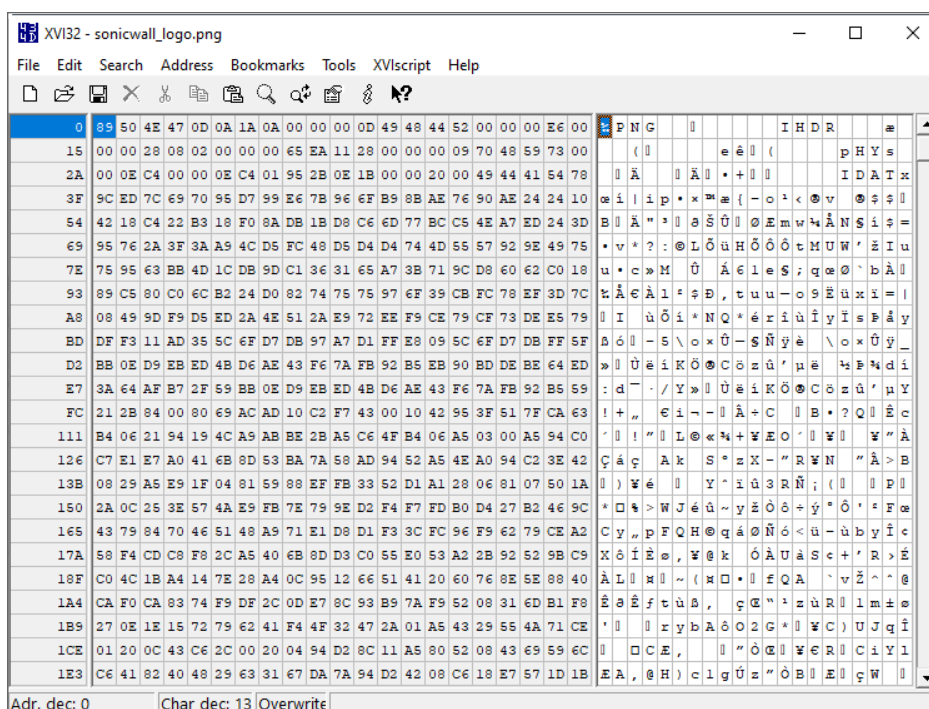 XVI32 - sonicwall_logo.png
File Edit Search Address Bookmarks Tools XVIscript Help
0 89 50 4E 47 0D 0A 1A 0A 00 00 00 0D 49 48 44 52 00 00 00 E6 00 ‰ P N G I H D R æ
15 00 00 28 08 02 00 00 00 65 EA 11 28 00 00 00 09 70 48 59 73 00 ( e ê ( p H Y s
2A 00 0E C4 00 00 0E C4 01 95 2B 0E 1B 00 00 20 00 49 44 41 54 78 Ä Ä • + I D A T x
3F 9C ED 7C 69 70 95 D7 99 E6 7B 96 6F B9 8B AE 76 90 AE 24 24 10 œ í | i p • × ™ æ { – o ¹ < ® v ® $ $
54 42 18 C4 22 B3 18 F0 8A DB 1B D8 C6 6D 77 BC C5 4E A7 ED 24 3D
69 95 76 2A 3F 3A A9 4C D5 FC 48 D5 D4 D4 74 4D 55 57 92 9E 49 75 • v * ? : © L Õ ü H Õ Ô Ô t M U W ’ ž I u
7E 75 95 63 BB 4D 1C DB 9D C1 36 31 65 A7 3B 71 9C D8 60 62 C0 18
93 89 C5 80 C0 6C B2 24 D0 82 74 75 75 97 6F 39 CB FC 78 EF 3D 7C
A8 08 49 9D F9 D5 ED 2A 4E 51 2A E9 72 EE F9 CE 79 CF 73 DE E5 79
BD DF F3 11 AD 35 5C 6F D7 DB 97 A7 D1 FF E8 09 5C 6F D7 DB FF 5F
D2 BB 0E D9 EB ED 4B D6 AE 43 F6 7A FB 92 B5 EB 90 BD DE BE 64 ED
E7 3A 64 AF B7 2F 59 BB 0E D9 EB ED 4B D6 AE 43 F6 7A FB 92 B5 59
FC 21 2B 84 00 80 69 AC AD 10 C2 F7 43 00 10 42 95 3F 51 7F CA 63
111 B4 06 21 94 19 4C A9 AB BE 2B A5 C6 4F B4 06 A5 03 00 A5 94 C0
126 C7 E1 E7 A0 41 6B 8D 53 BA 7A 58 AD 94 52 A5 4E A0 94 C2 3E 42
13B 08 29 A5 E9 1F 04 81 59 88 EF FB 33 52 D1 A1 28 06 81 07 50 1A
150 2A 0C 25 3E 57 4A E9 FB 7E 79 9E D2 F4 F7 FD B0 D4 27 B2 46 9C
165 43 79 84 70 46 51 48 A9 71 E1 D8 D1 F3 3C FC 96 F9 62 79 CE A2
17A 58 F4 CD C8 F8 2C A5 40 6B 8D D3 C0 55 E0 53 A2 2B 92 52 9B C9
18F C0 4C 1B A4 14 7E 28 A4 0C 95 12 66 51 41 20 60 76 8E 5E 88 40
1A4 CA F0 CA 83 74 F9 DF 2C 0D E7 8C 93 B9 7A F9 52 08 31 6D B1 F8
1B9 27 0E 1E 15 72 79 62 41 F4 4F 32 47 2A 01 A5 43 29 55 4A 71 CE
1CE 01 20 0C 43 C6 2C 00 20 04 94 D2 8C 11 A5 80 52 08 43 69 59 6C
1E3 C6 41 82 40 48 29 63 31 67 DA 7A 94 D2 42 08 C6 18 E7 57 1D 1B
Adr. dec: 0 Char dec: 13 Overwrite